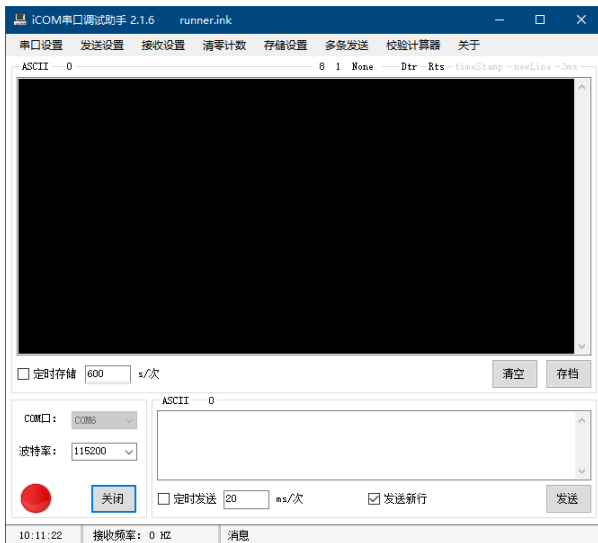 iCOM串口调试助手 2.1.6 runner.ink
串口设置 发送设置 接收设置 清零计数 存储设置 多条发送 校验计算器 关于
ASCII 0 8 1 None Dtr Rts timeStamp newLine 3ms
定时存储 600 s/次 清空 存档
ASCII 0
COM口: COM6
波特率: 115200
关闭 定时发送 20 ms/次 发送新行 发送
10:11:22 接收频率: 0 HZ 消息